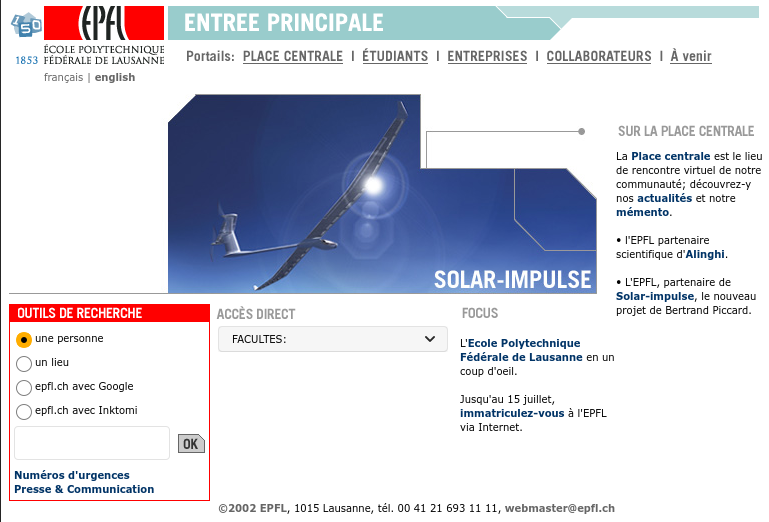 150
EPFL
ÉCOLE POLYTECHNIQUE
FÉDÉRALE DE LAUSANNE
1853
français | english
ENTREE PRINCIPALE
Portails: PLACE CENTRALE I ÉTUDIANTS I ENTREPRISES I COLLABORATEURS I À venir
SOLAR-IMPULSE
SUR LA PLACE CENTRALE
La Place centrale est le lieu
de rencontre virtuel de notre
communauté; découvrez-y
nos actualités et notre
mémento.
• l'EPFL partenaire
scientifique d'Alinghi.
• L'EPFL, partenaire de
Solar-impulse, le nouveau
projet de Bertrand Piccard.
OUTILS DE RECHERCHE
une personne
un lieu
epfl.ch avec Google
epfl.ch avec Inktomi
OK
Numéros d'urgences
Presse & Communication
ACCÈS DIRECT
FACULTES:
FOCUS
L'Ecole Polytechnique
Fédérale de Lausanne en un
coup d'oeil.
Jusqu'au 15 juillet,
immatriculez-vous à l'EPFL
via Internet.
©2002 EPFL, 1015 Lausanne, tél. 00 41 21 693 11 11, webmaster@epfl.ch